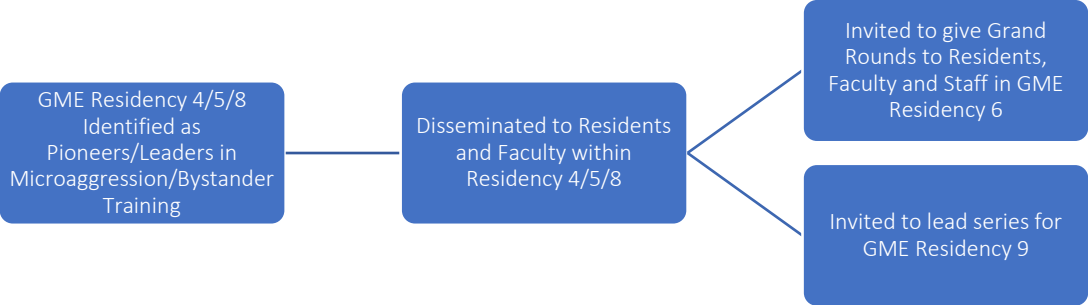 GME Residency 4/5/8
Identified as
Pioneers/Leaders in
Microaggression/Bystander
Training
Disseminated to Residents
and Faculty within
Residency 4/5/8
Invited to give Grand
Rounds to Residents,
Faculty and Staff in GME
Residency 6
Invited to lead series for
GME Residency 9